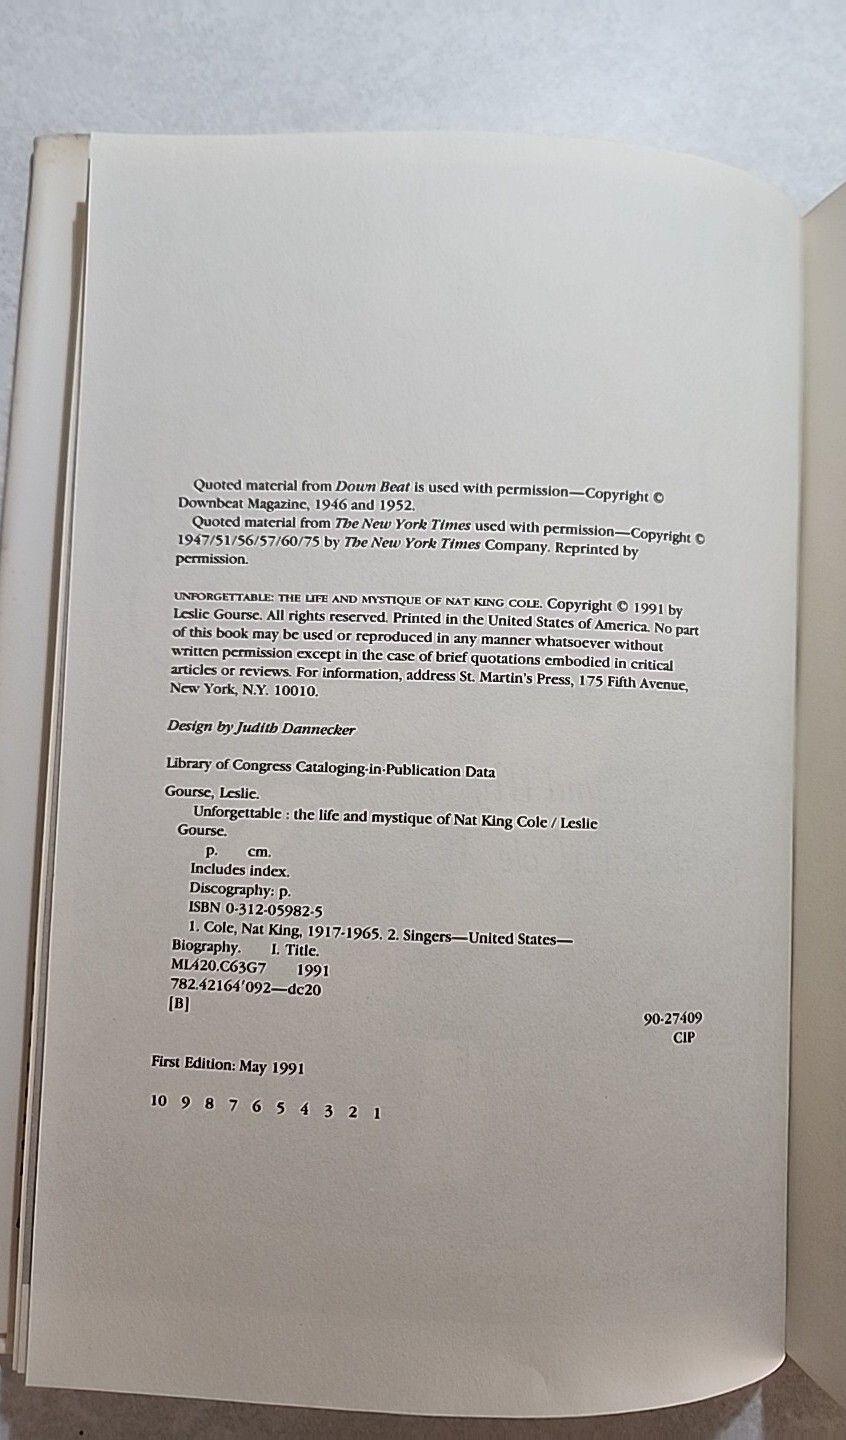 Quoted material from Down Beat is used with permission—Copyright ©
Downbeat Magazine, 1946 and 1952.
Quoted material from The New York Times used with permission—Copyright ©
1947/51/56/57/60/75 by The New York Times Company. Reprinted by
permission.
UNFORGETTABLE: THE LIFE AND MYSTIQUE OF NAT KING COLE. Copyright © 1991 by
Leslie Gourse. All rights reserved. Printed in the United States of America. No part
of this book may be used or reproduced in any manner whatsoever without
written permission except in the case of brief quotations embodied in critical
articles or reviews. For information, address St. Martin's Press, 175 Fifth Avenue,
New York, N.Y. 10010.
Design by Judith Dannecker
Library of Congress Cataloging-in-Publication Data
Gourse, Leslie.
Unforgettable : the life and mystique of Nat King Cole / Leslie
Gourse.
p. cm.
Includes index.
Discography: p.
ISBN 0-312-05982-5
1. Cole, Nat King, 1917-1965. 2. Singers—United States—
Biography. I. Title.
ML420.C63G7 1991
782.42164'092—dc20
[B]
90-27409
CIP
First Edition: May 1991
10 9 8 7 6 5 4 3 2 1